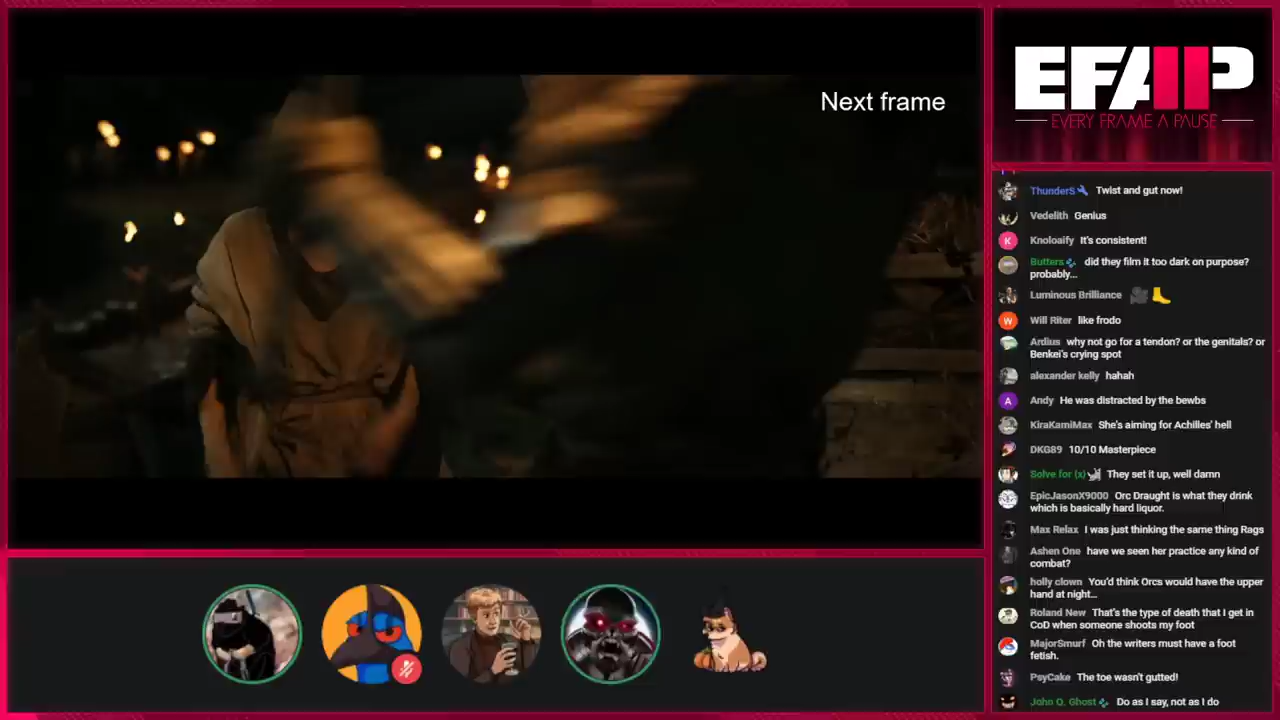 Next frame
EFAP
EVERY FRAME A PAUSE
ThunderS Twist and gut now!
Vedelith Genius
K Knoloaify It's consistent!
Butters did they film it too dark on purpose?
probably...
Luminous Brilliance
W Will Riter like frodo
Ardius why not go for a tendon? or the genitals? or
Benkei's crying spot
alexander kelly hahah
A Andy He was distracted by the bewbs
KiraKamiMax She's aiming for Achilles' hell
DKG89 10/10 Masterpiece
Solve for (x) They set it up, well damn
EpicJasonX9000 Orc Draught is what they drink
which is basically hard liquor.
Max Relax I was just thinking the same thing Rags
Ashen One have we seen her practice any kind of
combat?
holly clown You'd think Orcs would have the upper
hand at night...
Roland New That's the type of death that I get in
CoD when someone shoots my foot
MajorSmurf Oh the writers must have a foot
fetish.
PsyCake The toe wasn't gutted!
John Q. Ghost Do as I say, not as I do